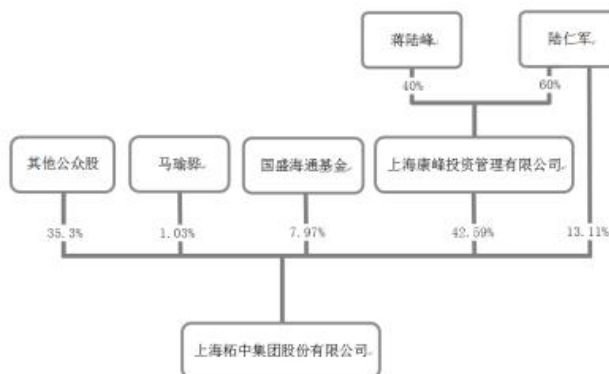 蒋陆峰
陆仁军
40%
60%
其他公众股
马瑜骅
国盛海通基金
上海康峰投资管理有限公司
35.3%
1.03%
7.97%
42.59%
13.11%
上海柘中集团股份有限公司